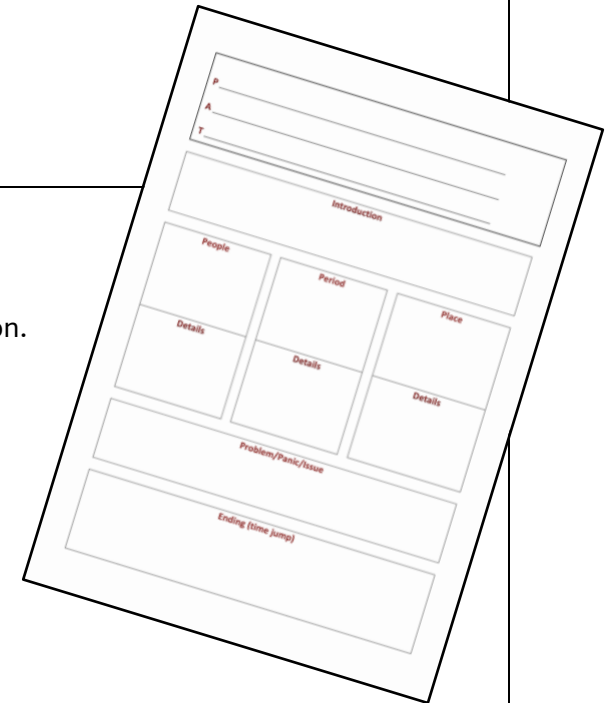 P
A
T
Introduction
People
Period
Place
on.
Details
Details
Details
Problem/Panic/Issue
Ending (time jump)